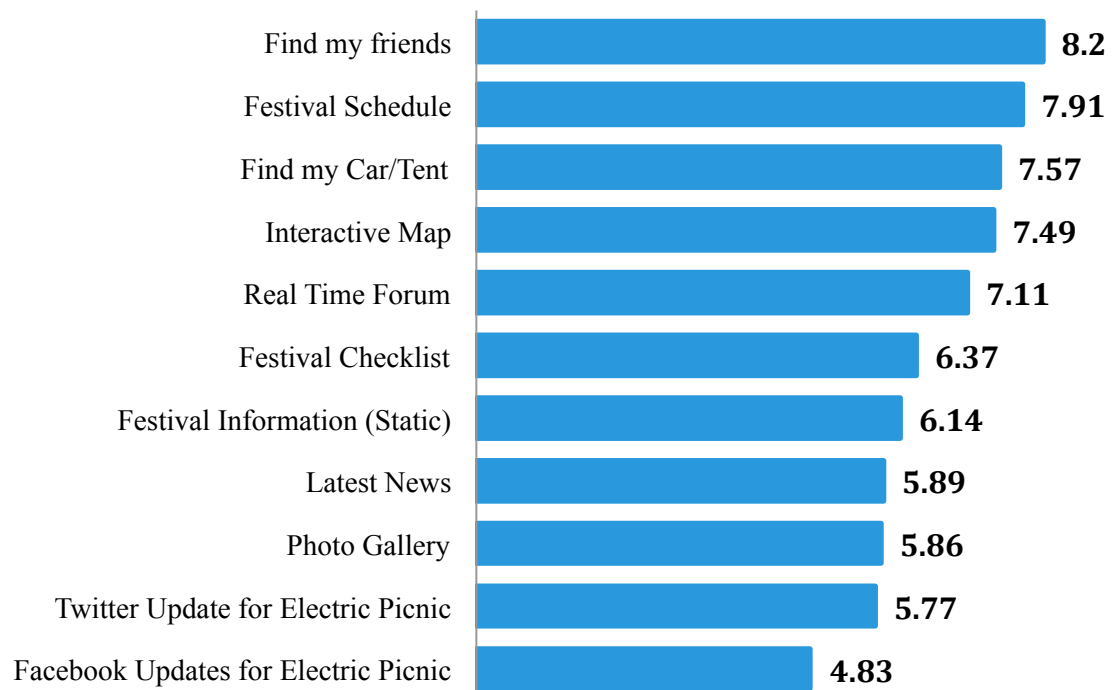 Find my friends 8.2
Festival Schedule 7.91
Find my Car/Tent 7.57
Interactive Map 7.49
Real Time Forum 7.11
Festival Checklist 6.37
Festival Information (Static) 6.14
Latest News 5.89
Photo Gallery 5.86
Twitter Update for Electric Picnic 5.77
Facebook Updates for Electric Picnic 4.83